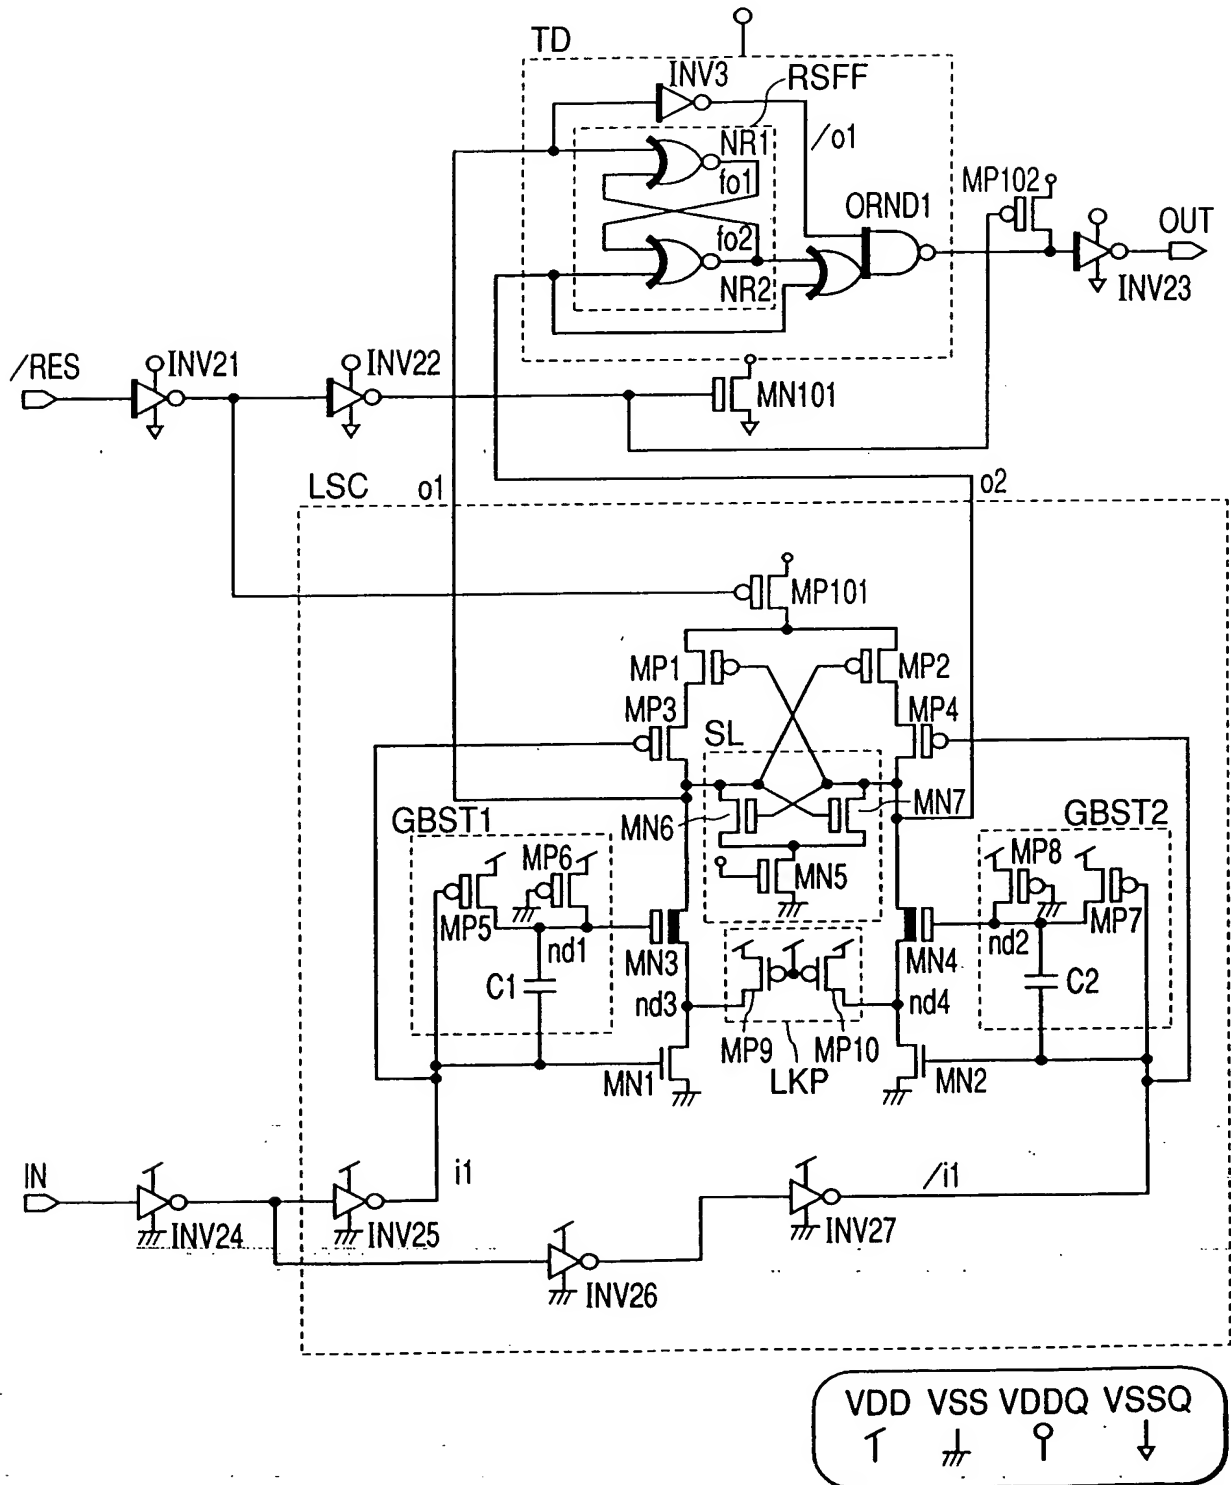 TD
INV3
RSFF
/o1
NR1
fo1
MP102
ORND1
OUT
fo2
NR2
INV23
/RES
INV21
INV22
MN101
LSC
o1
o2
MP101
MP1
MP2
MP3
MP4
SL
MN6
MN7
GBST1
GBST2
MP6
MP8
MN5
MP5
MP7
nd1
nd2
MN3
MN4
C1
C2
nd3
nd4
MP9
MP10
MN1
LKP
MN2
IN
i1
/i1
INV24
INV25
INV27
INV26
VDD VSS VDDQ VSSQ